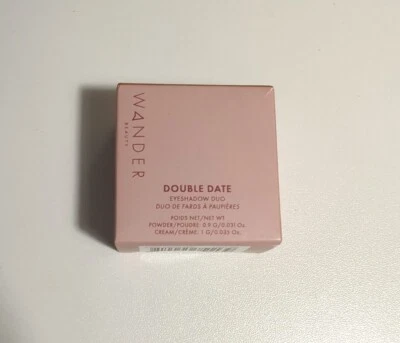 WANDER
BEAUTY
DOUBLE DATE
EYESHADOW DUO
DUO DE FARDS À PAUPIÈRES
POIDS NET/NET WT
POWDER/POUDRE: 0.9 G/0.031 Oz.
CREAM/CRÈME: 1 G/0.035 Oz.